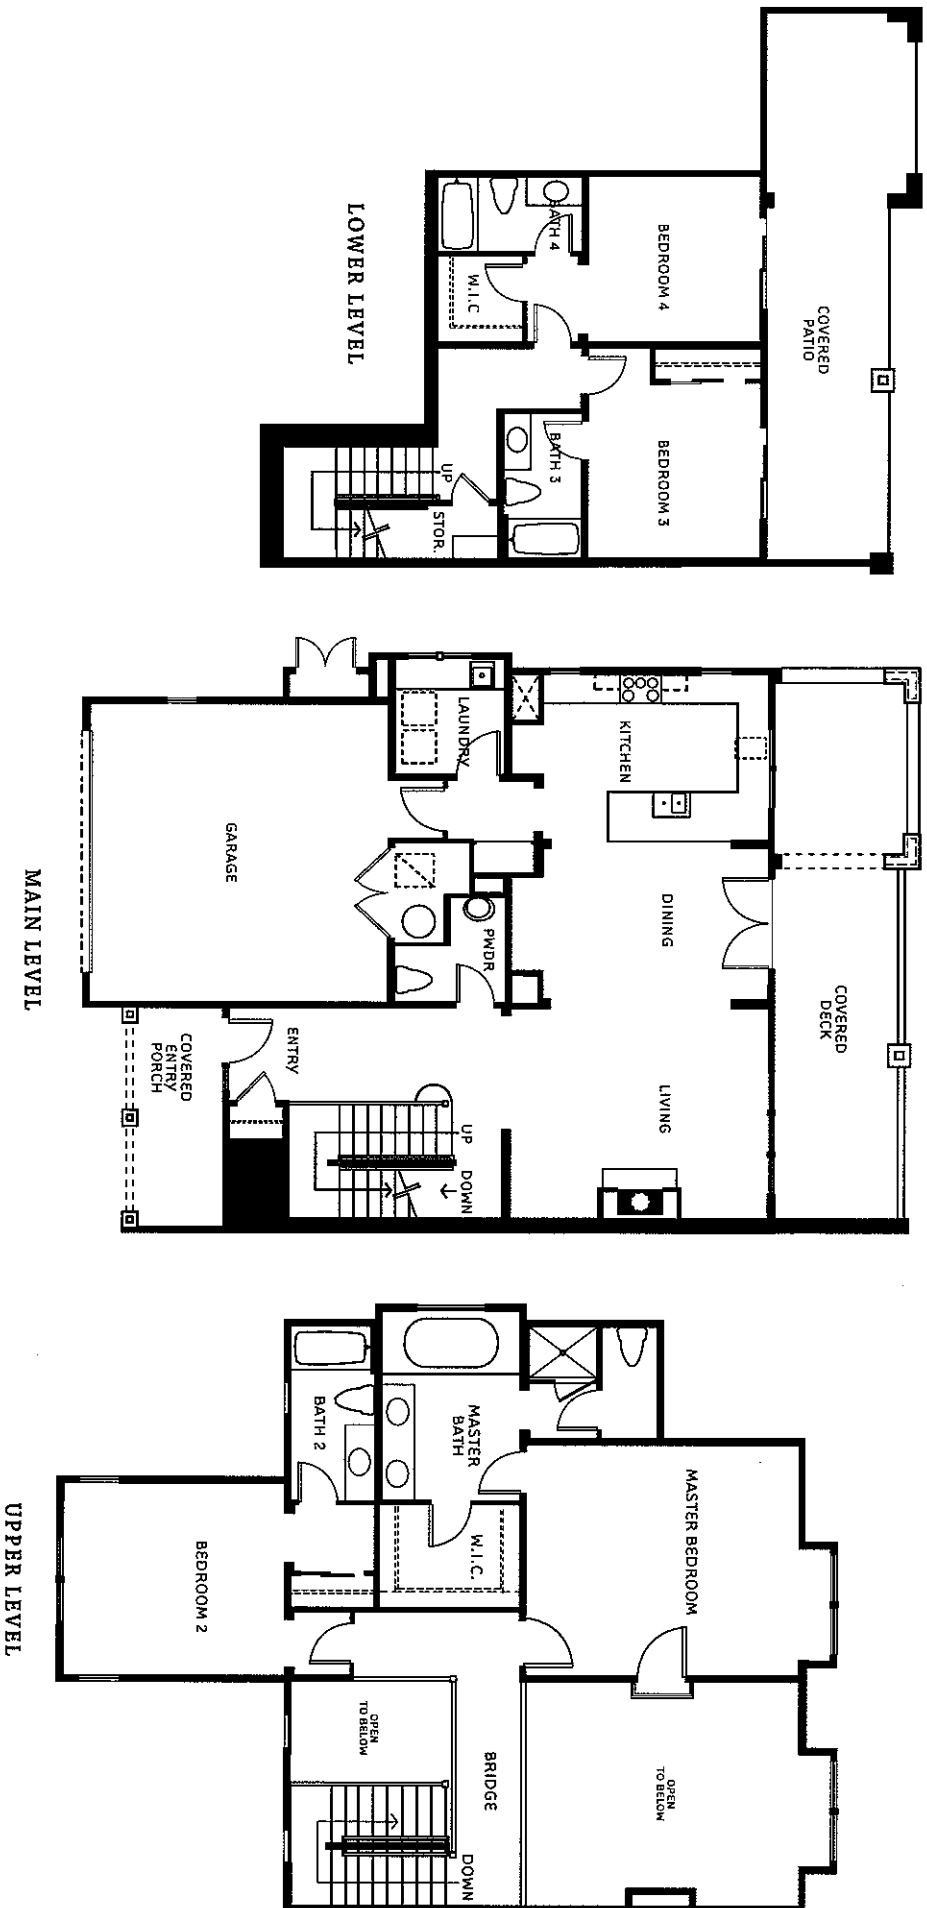 COVERED
PATIO
BEDROOM 4
BEDROOM 3
BATH 4
W.I.C
BATH 3
UP
STOR.
LOWER LEVEL
COVERED
DECK
KITCHEN
DINING
LIVING
LAUNDRY
PWDR
GARAGE
ENTRY
UP
DOWN
COVERED
ENTRY
PORCH
MAIN LEVEL
MASTER BEDROOM
OPEN
TO BELOW
MASTER
BATH
W.I.C.
BRIDGE
BATH 2
OPEN
TO BELOW
DOWN
BEDROOM 2
UPPER LEVEL